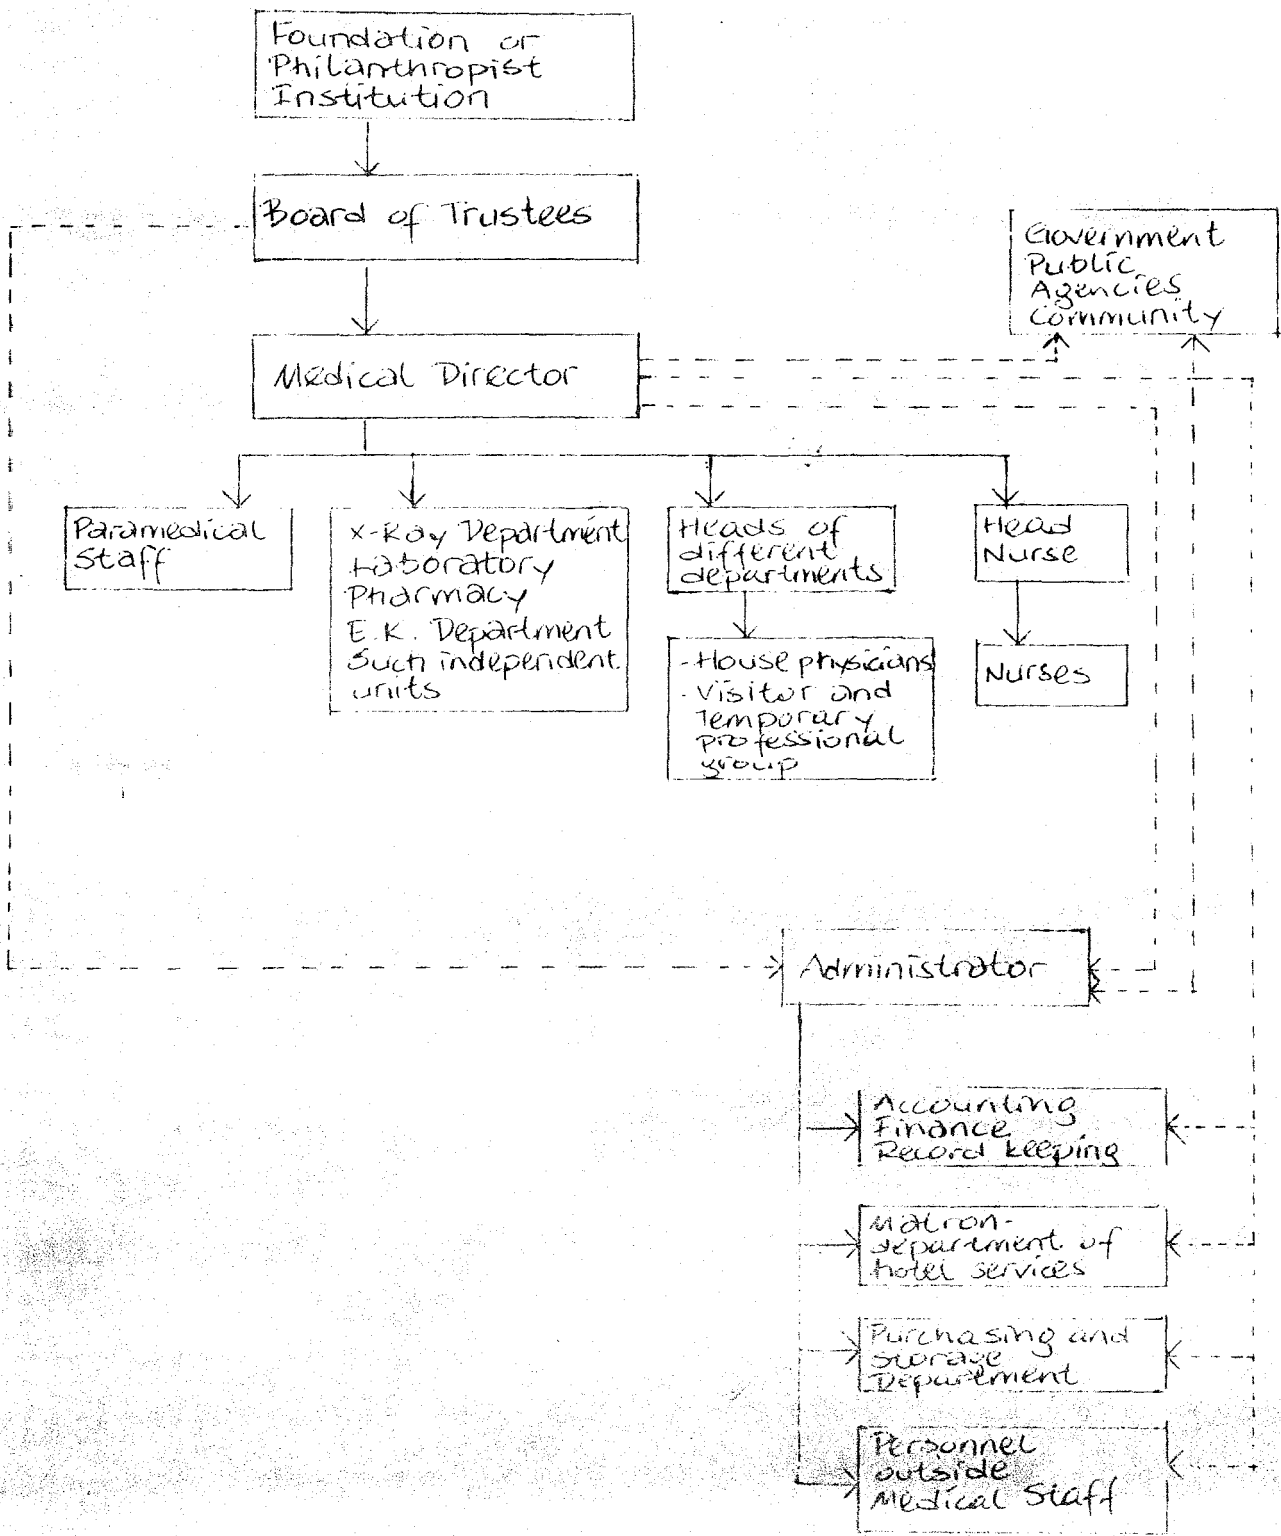 Foundation or
Philanthropist
Institution
Board of Trustees
Government
Public
Agencies
Community
Medical Director
Paramedical
Staff
X-Ray Department
Laboratory
Pharmacy
E.K. Department
Such independent
units
Heads of
different
departments
Head
Nurse
- House physicians
- Visitor and
Temporary
professional
group
Nurses
Administrator
Accounting
Finance
Record keeping
Matron-
department of
hotel services
Purchasing and
storage
Department
Personnel
outside
Medical Staff